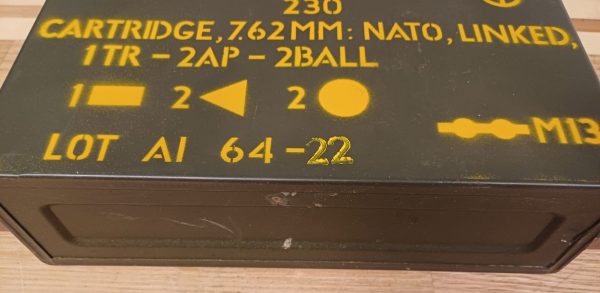 230
CARTRIDGE, 7.62 MM: NATO, LINKED,
1TR - 2AP - 2BALL
1 2 2
M13
LOT AI 64-22